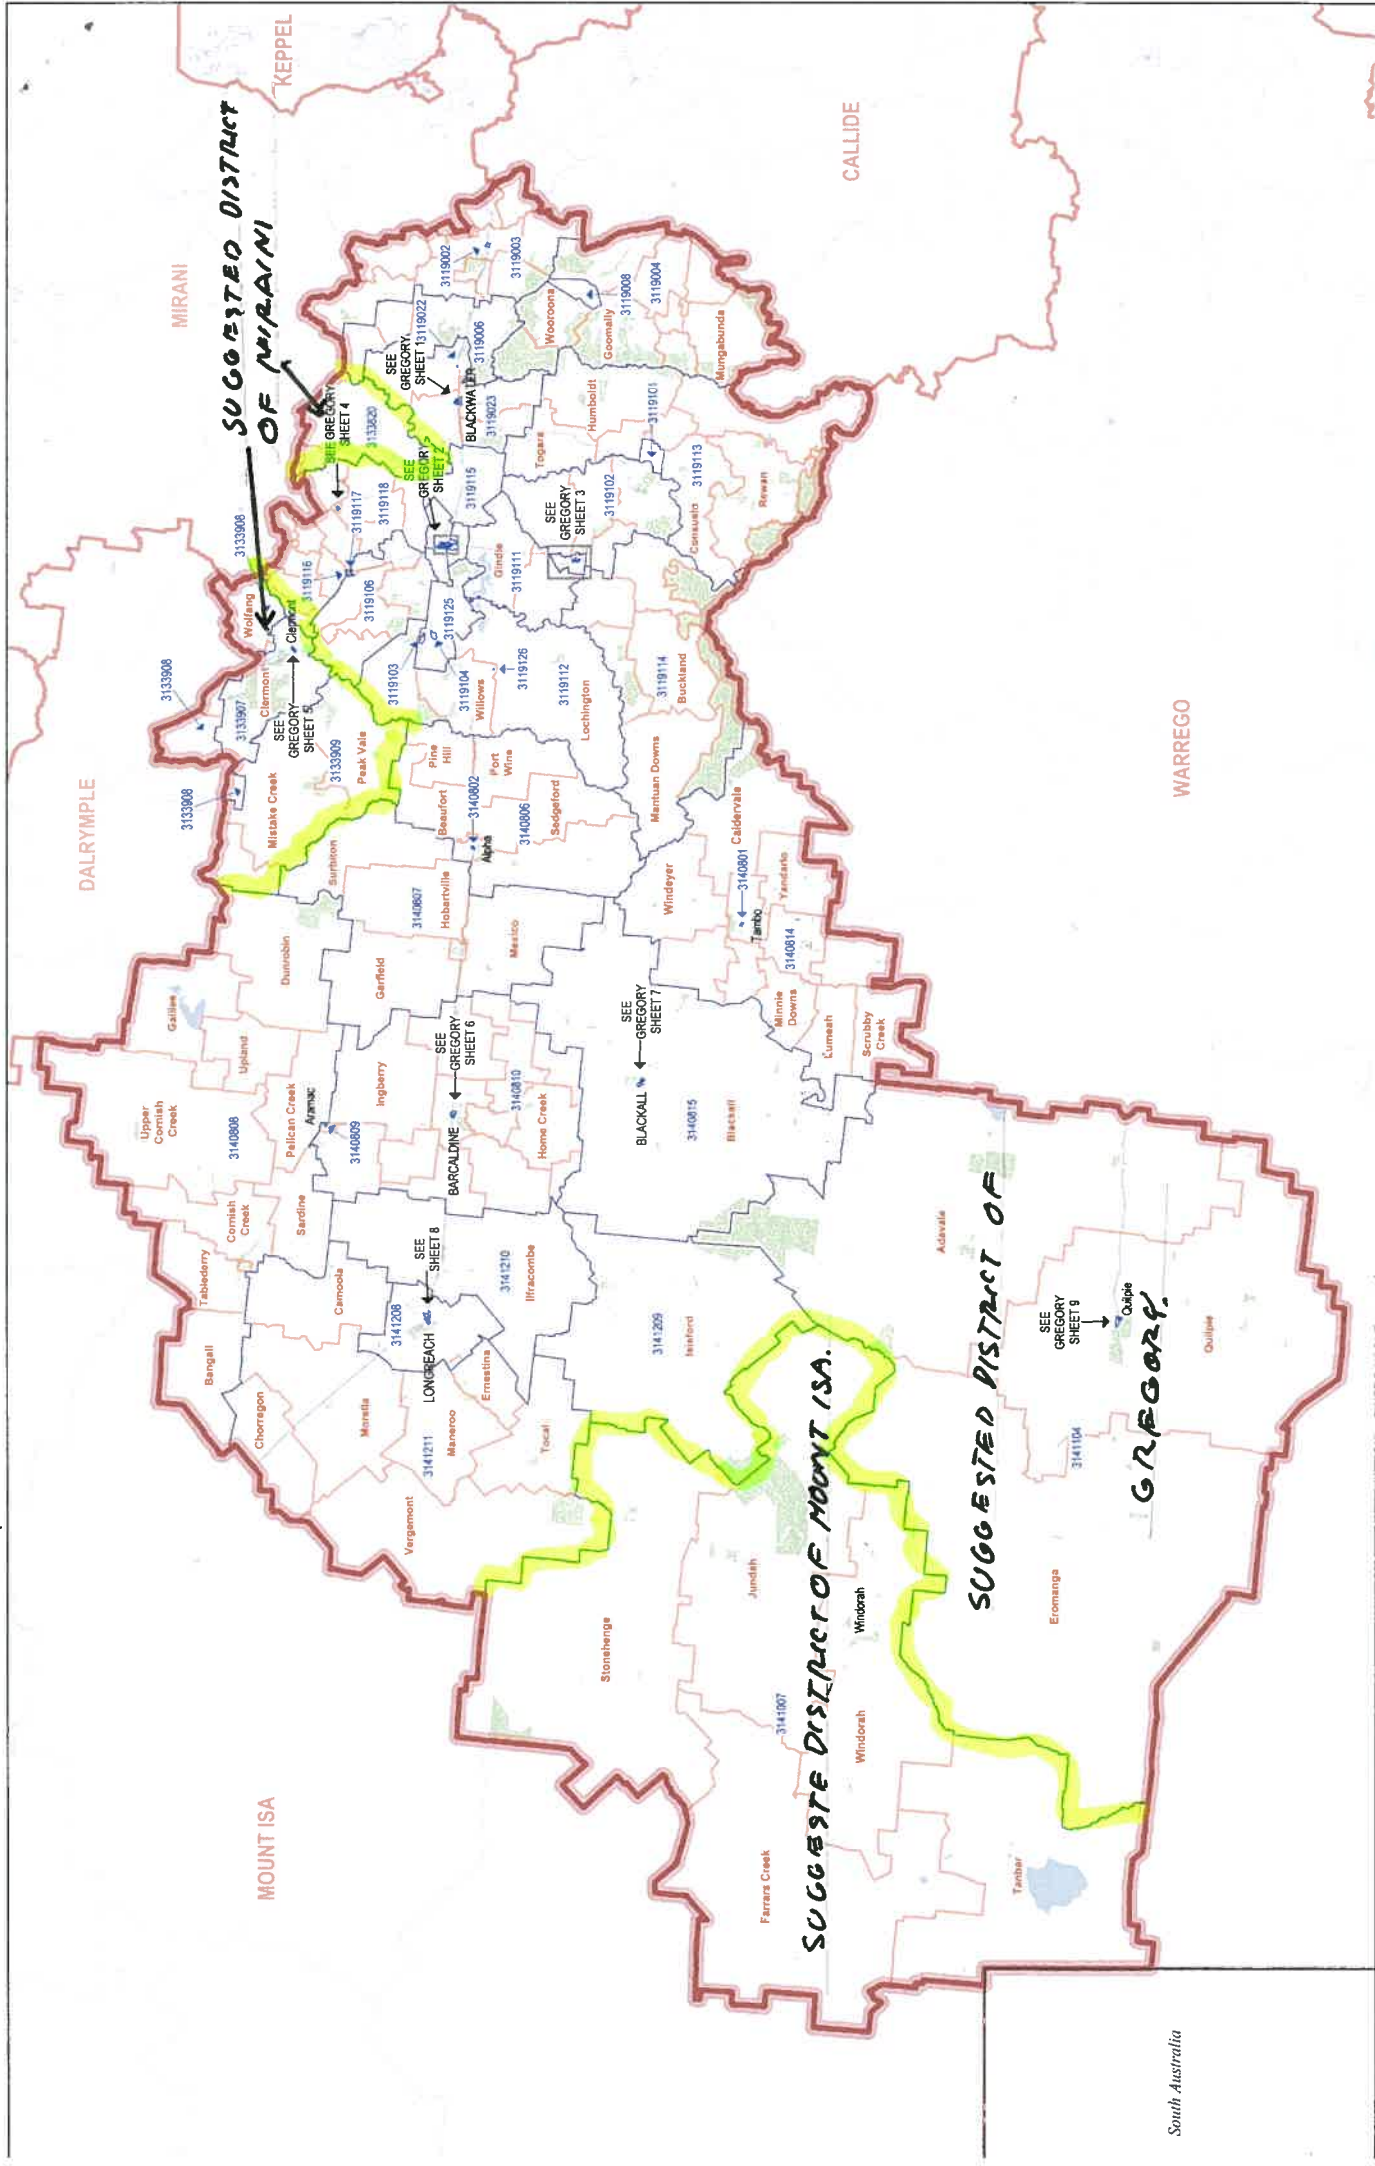 KEPPEL
MIRANI
DALRYMPLE
CALLIDE
WARREGO
MOUNT ISA
South Australia
SUGGESTED DISTRICT
OF MIRANI
SUGGESTE DISTRICT OF MOUNT ISA.
SUGGESTED DISTRICT OF
GREGORY.
3119002
3119003
3119022
3119006
SEE
GREGORY
SHEET 1
BLACKWATER
3119023
Wooroona
Goomally
3119008
3119004
Mungabunda
Humboldt
3119101
Togara
3119113
3119102
Consuelo
Rewan
SEE GREGORY
SHEET 4
3133820
SEE
GREGORY
SHEET 2
3119115
3119117
3119118
SEE
GREGORY
SHEET 3
3133908
3119116
3119106
Gindie
3119111
3119125
3119103
3119104
Willows
3119126
3119112
Lochington
3119114
Buckland
Wolfang
Clermont
Clermont
SEE
GREGORY
SHEET 5
3133908
3133907
3133909
Peak Vale
3133908
Mistake Creek
Surbiton
Pine
Hill
Beaufort
Port
Wine
3140802
Alpha
3140806
Sedgeford
Mantuan Downs
Caldervale
3140801
Tambo
Yandarlo
Windeyer
3140814
Minnie
Downs
Lumeah
Scrubby
Creek
3140807
Hobartville
Dunrobin
Garfield
Mexico
Galilee
Upland
Upper
Cornish
Creek
3140808
Pelican Creek
Aramac
3140809
Ingberry
SEE
GREGORY
SHEET 6
BARCALDINE
3140810
Home Creek
SEE
GREGORY
SHEET 7
BLACKALL
3140815
Blackall
Cornish
Creek
Sardine
Tablederry
Camoola
Bangall
Chorregon
SEE
SHEET 8
3141208
LONGREACH
3141210
Ilfracombe
Ernestina
Morella
3141211
Maneroo
Tocal
Vergemont
3141209
Isisford
Stonehenge
Jundah
Windorah
3141007
Windorah
Farrars Creek
Tanbar
Adavale
SEE
GREGORY
SHEET 9
Quilpie
Quilpie
3141104
Eromanga